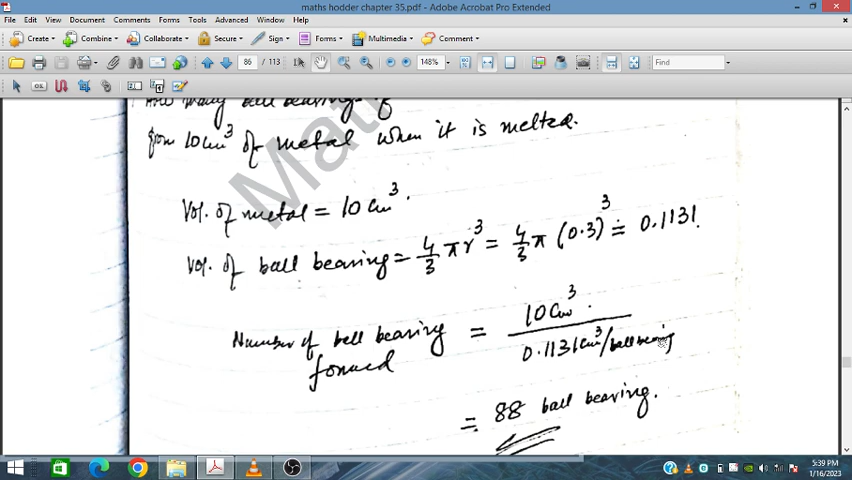 maths hodder chapter 35.pdf - Adobe Acrobat Pro Extended
File Edit View Document Comments Forms Tools Advanced Window Help
Create Combine Collaborate Secure Sign Forms Multimedia Comment
86 / 113 148% Find
How many ball bearings
from 10cm³ of metal when it is melted.
Vol. of metal = 10 cm³.
Vol. of ball bearing = 4/3 πr³ = 4/3 π (0.3)³ ≐ 0.1131.
Number of ball bearing formed = 10cm³ / 0.1131cm³/ball bearing
≐ 88 ball bearing.
5:39 PM
1/16/2023